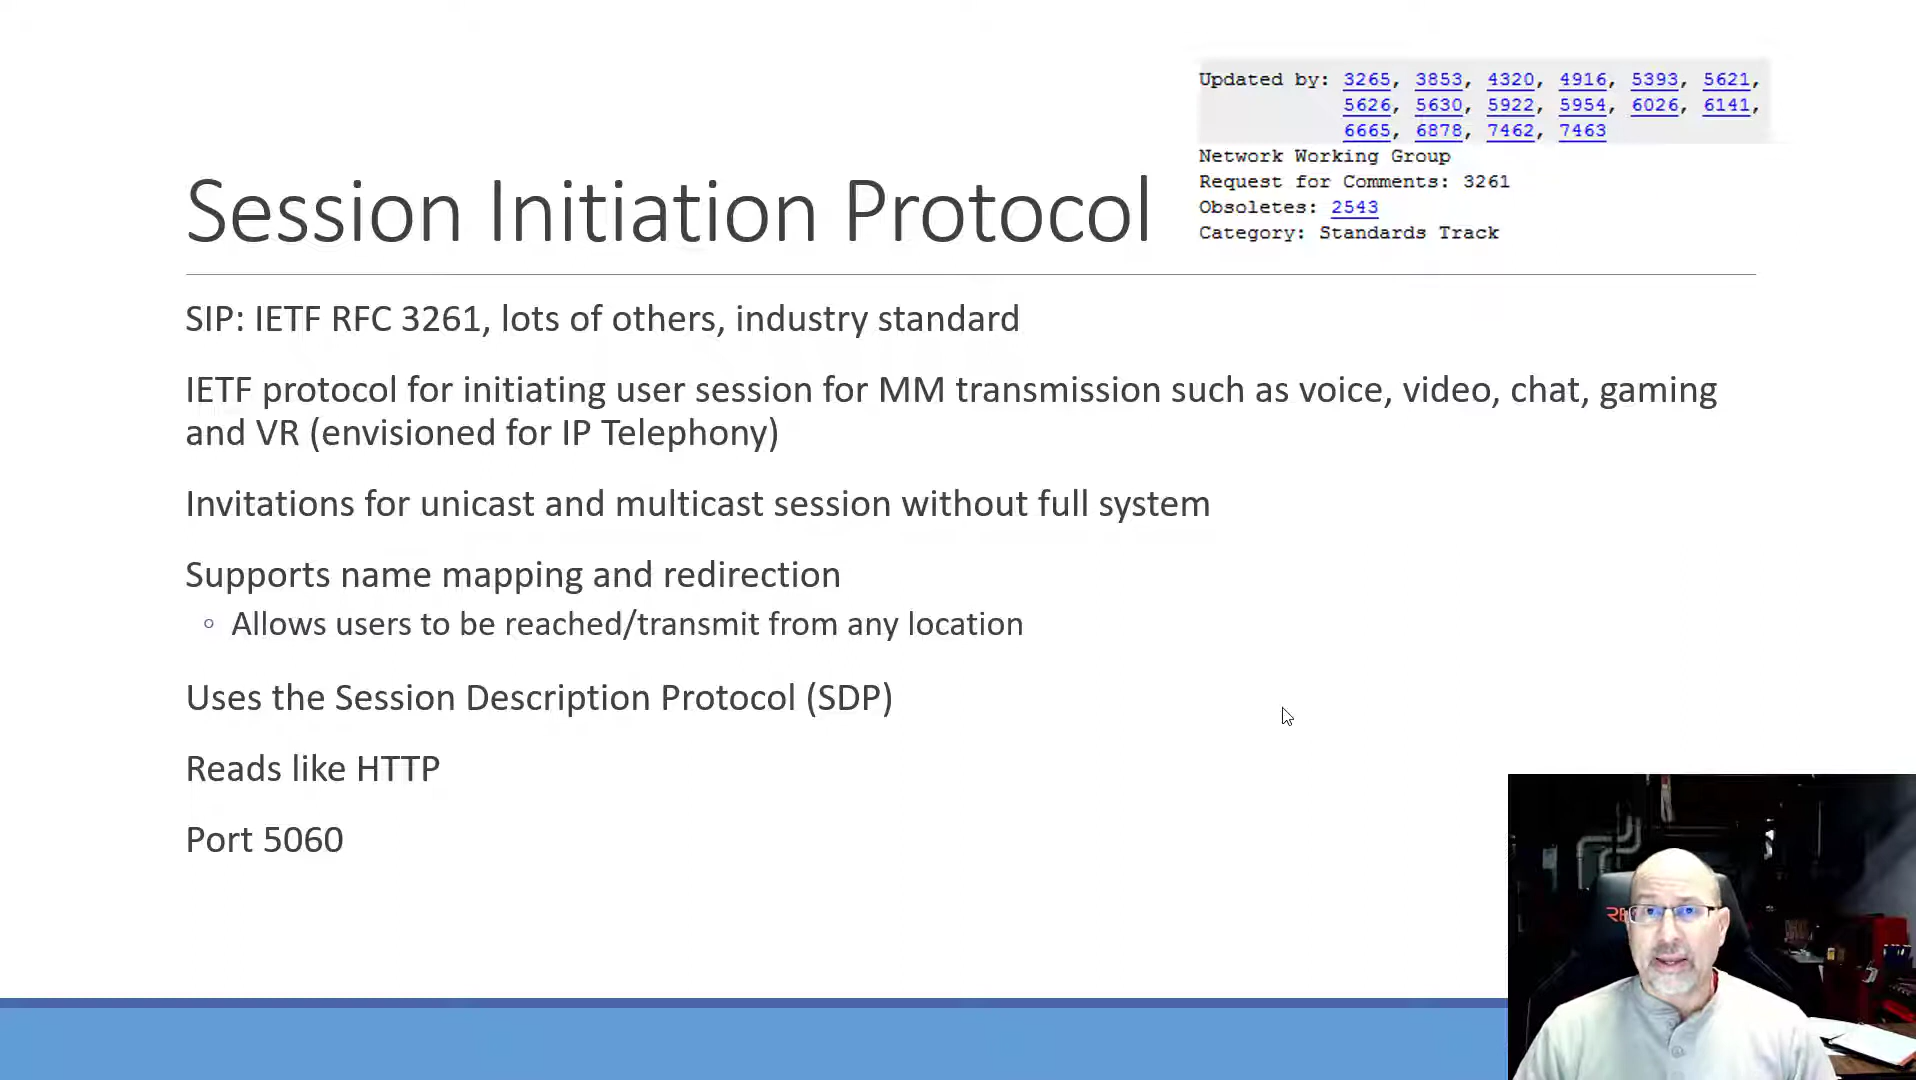 Updated by: 3265, 3853, 4320, 4916, 5393, 5621,
5626, 5630, 5922, 5954, 6026, 6141,
6665, 6878, 7462, 7463
Network Working Group
Request for Comments: 3261
Obsoletes: 2543
Category: Standards Track
Session Initiation Protocol
SIP: IETF RFC 3261, lots of others, industry standard
IETF protocol for initiating user session for MM transmission such as voice, video, chat, gaming
and VR (envisioned for IP Telephony)
Invitations for unicast and multicast session without full system
Supports name mapping and redirection
◦ Allows users to be reached/transmit from any location
Uses the Session Description Protocol (SDP)
Reads like HTTP
Port 5060